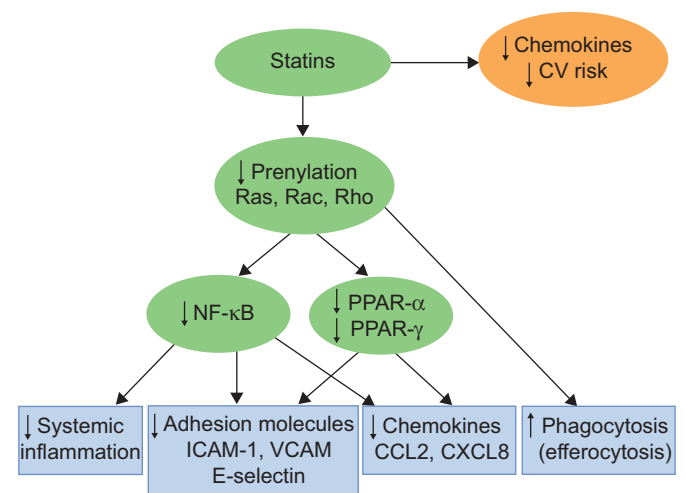 Statins
↓ Chemokines
↓ CV risk
↓ Prenylation
Ras, Rac, Rho
↓ NF-κB
↓ PPAR-α
↓ PPAR-γ
↓ Systemic
inflammation
↓ Adhesion molecules
ICAM-1, VCAM
E-selectin
↓ Chemokines
CCL2, CXCL8
↑ Phagocytosis
(efferocytosis)